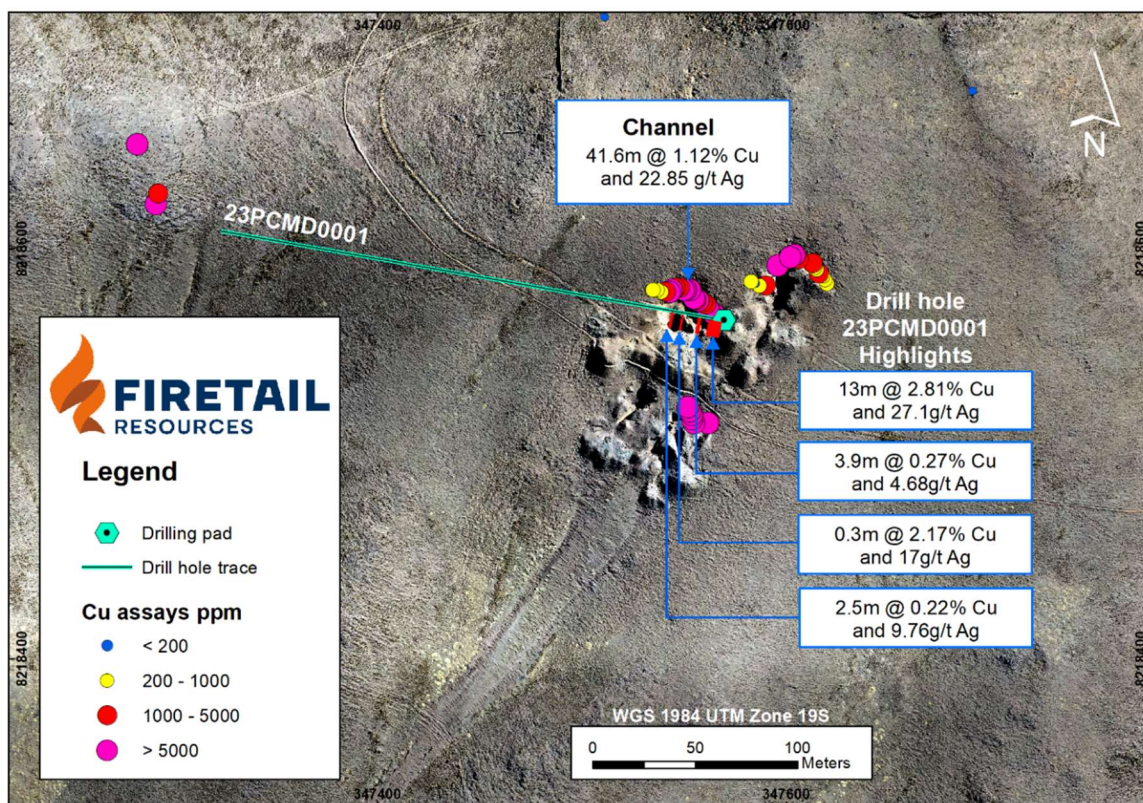 347400
347600
Channel
41.6m @ 1.12% Cu
and 22.85 g/t Ag
N
23PCMD0001
8218600
8218600
Drill hole
23PCMD0001
Highlights
13m @ 2.81% Cu
and 27.1g/t Ag
3.9m @ 0.27% Cu
and 4.68g/t Ag
0.3m @ 2.17% Cu
and 17g/t Ag
2.5m @ 0.22% Cu
and 9.76g/t Ag
FIRETAIL
RESOURCES
Legend
Drilling pad
Drill hole trace
Cu assays ppm
< 200
200 - 1000
1000 - 5000
> 5000
8218400
8218400
WGS 1984 UTM Zone 19S
0 50 100
Meters
347400
347600